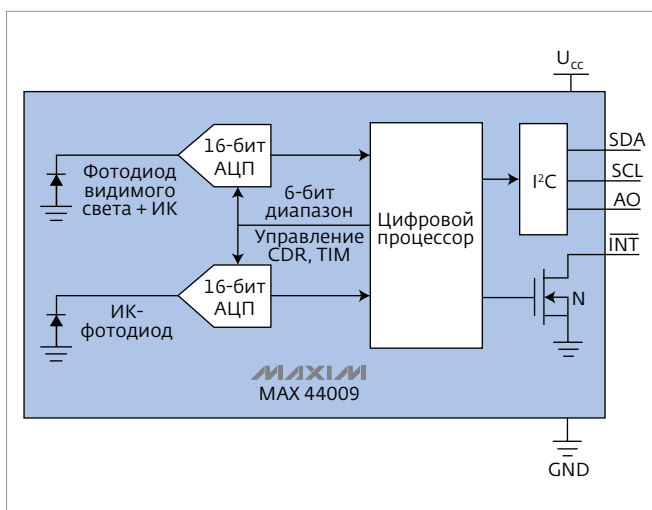 Ucc
16-бит
АЦП
Фотодиод
видимого
света + ИК
6-бит
диапазон
Управление
CDR, TIM
Цифровой
процессор
I²C
SDA
SCL
AO
INT
N
16-бит
АЦП
ИК-
фотодиод
MAXIM
MAX 44009
GND